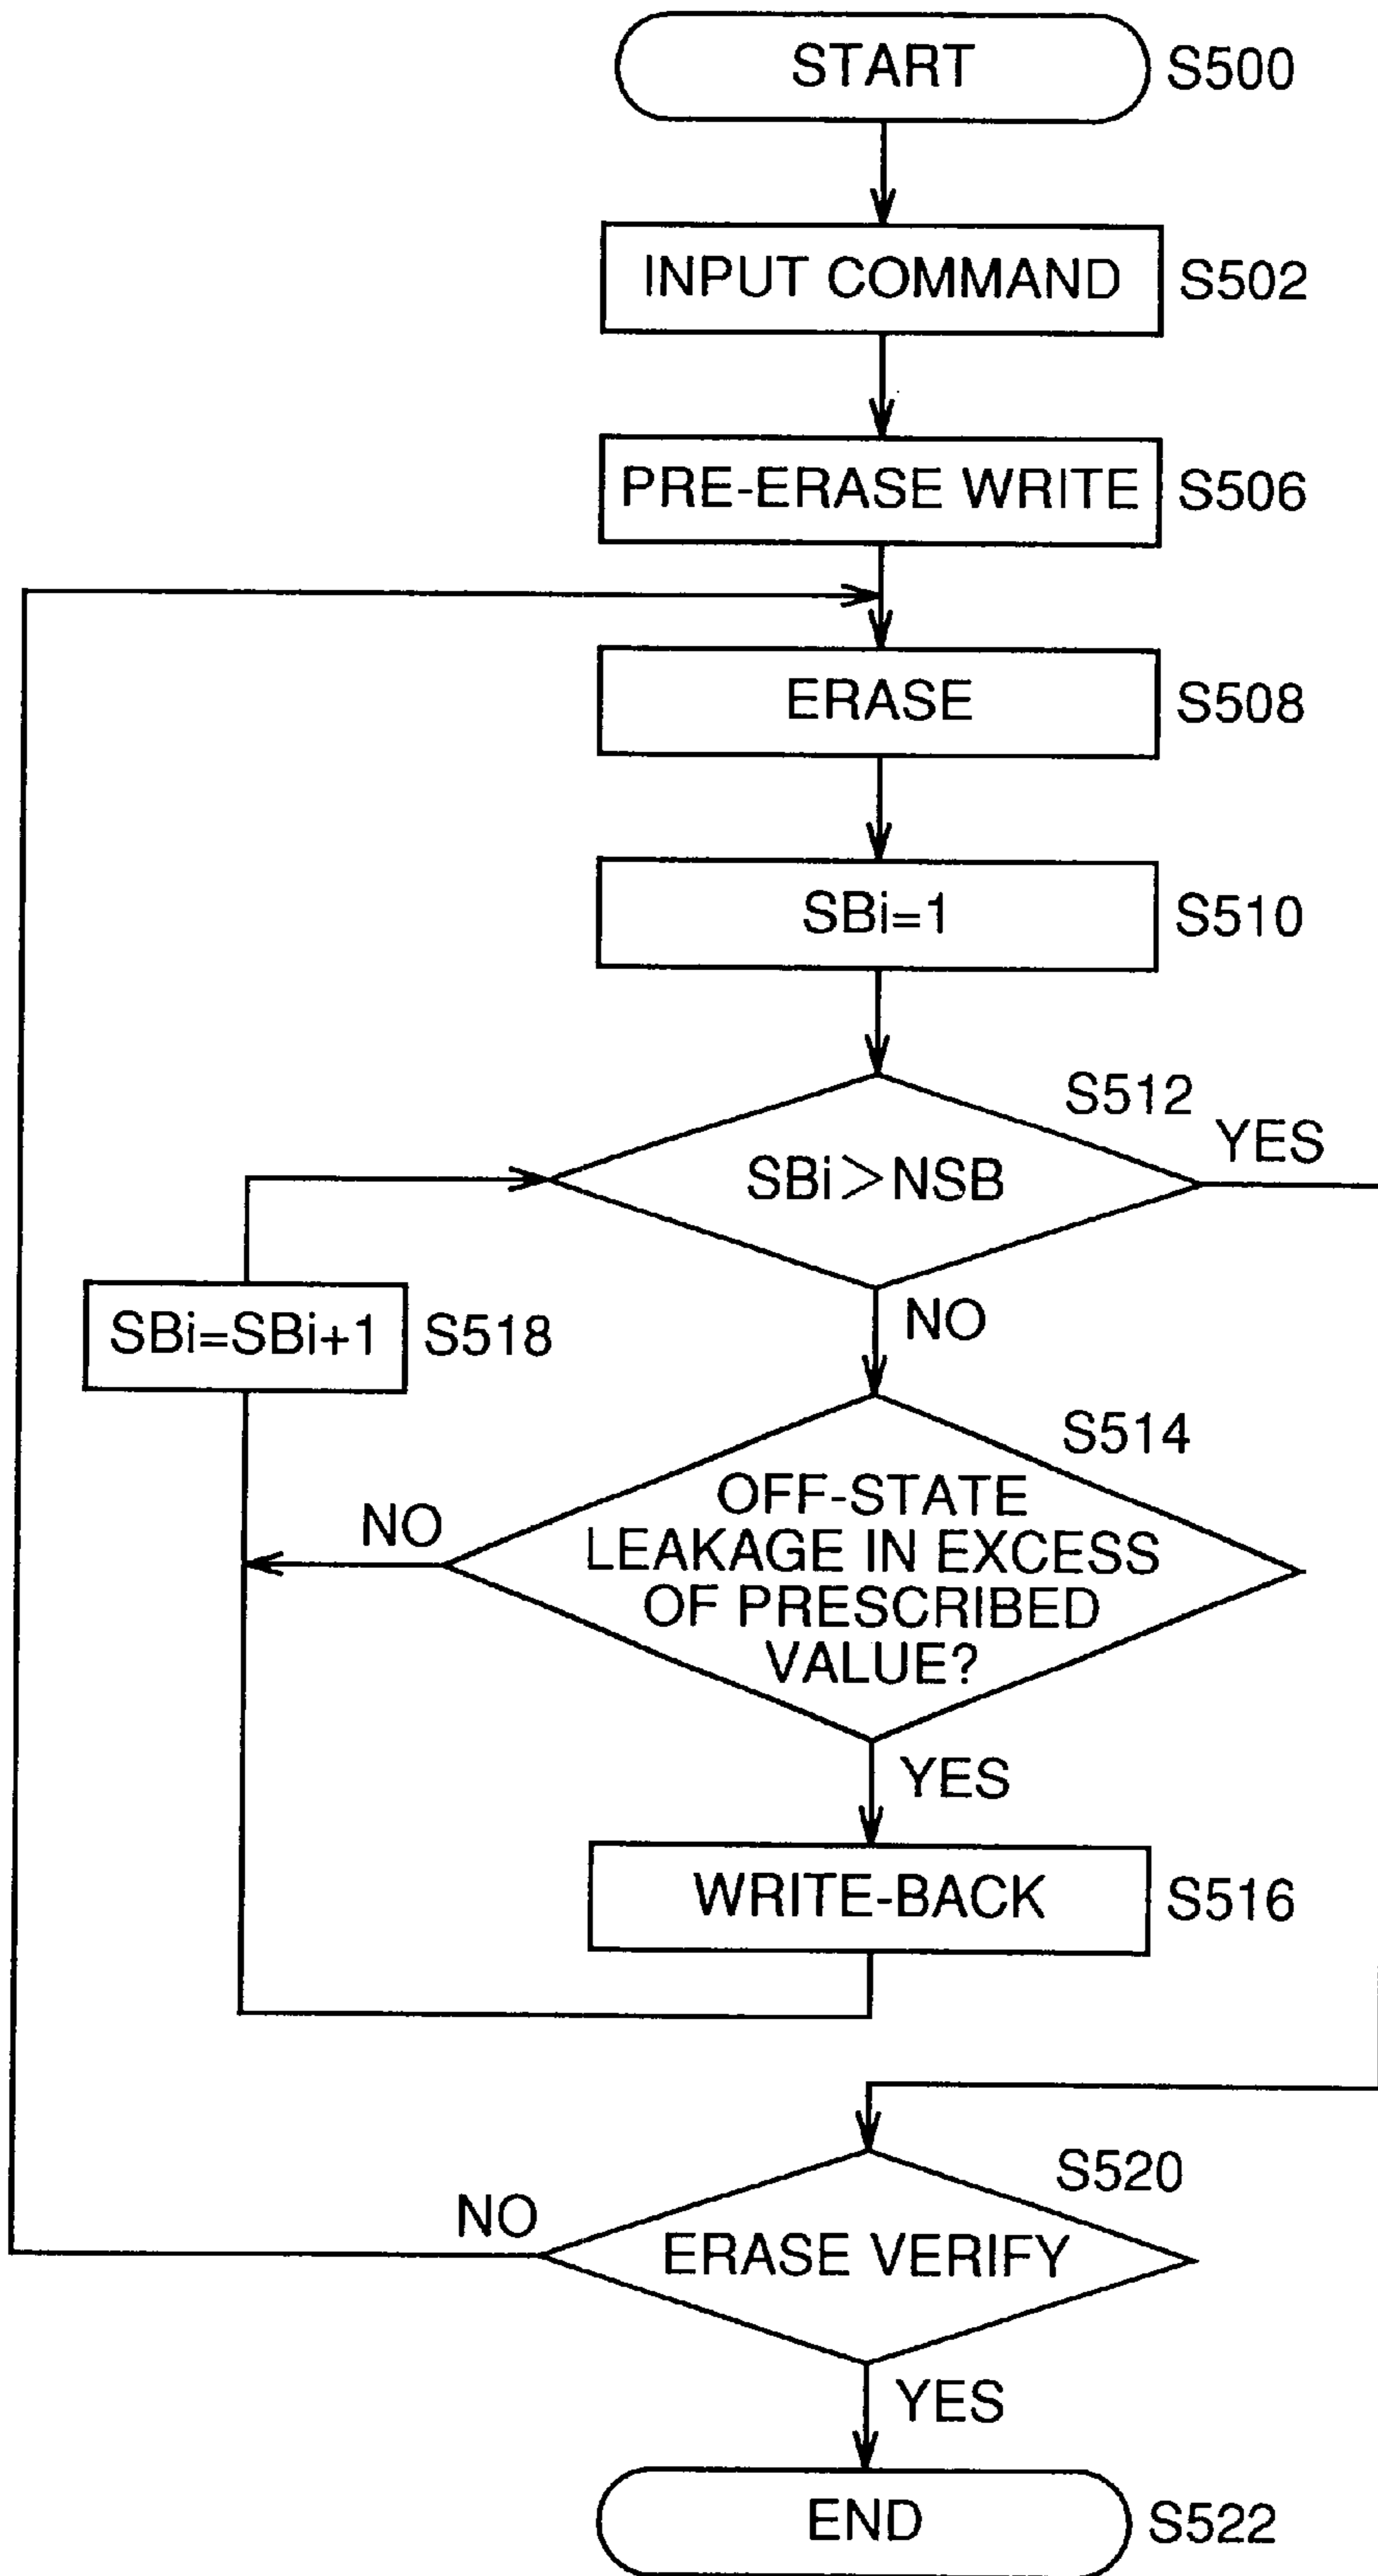 START S500
INPUT COMMAND S502
PRE-ERASE WRITE S506
ERASE S508
SBi=1 S510
S512
YES
SBi>NSB
NO
SBi=SBi+1 S518
S514
NO
OFF-STATE
LEAKAGE IN EXCESS
OF PRESCRIBED
VALUE?
YES
WRITE-BACK S516
S520
NO
ERASE VERIFY
YES
END S522